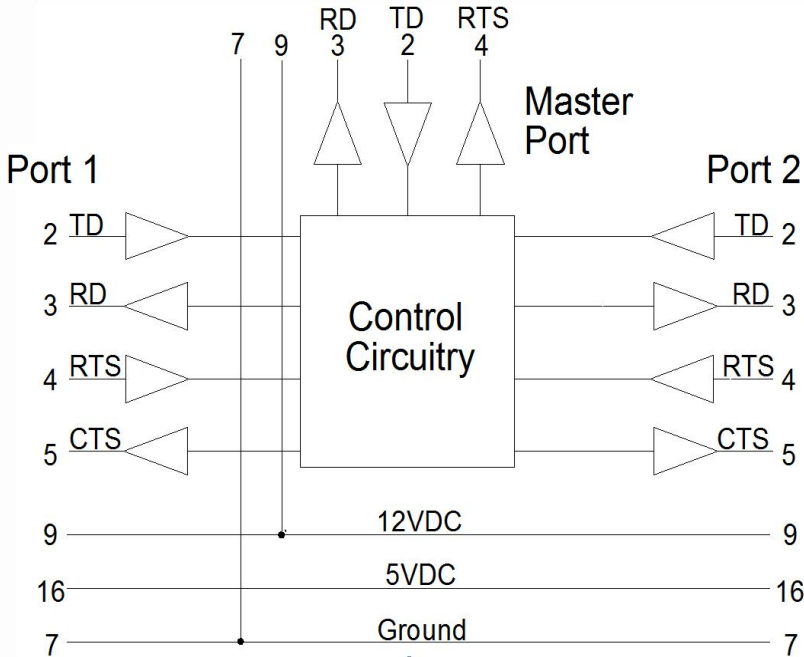 RD TD RTS
7 9 3 2 4
Master
Port
Port 1
Port 2
2 TD
TD 2
3 RD
RD 3
Control
Circuitry
4 RTS
RTS 4
5 CTS
CTS 5
9 12VDC 9
16 5VDC 16
7 Ground 7